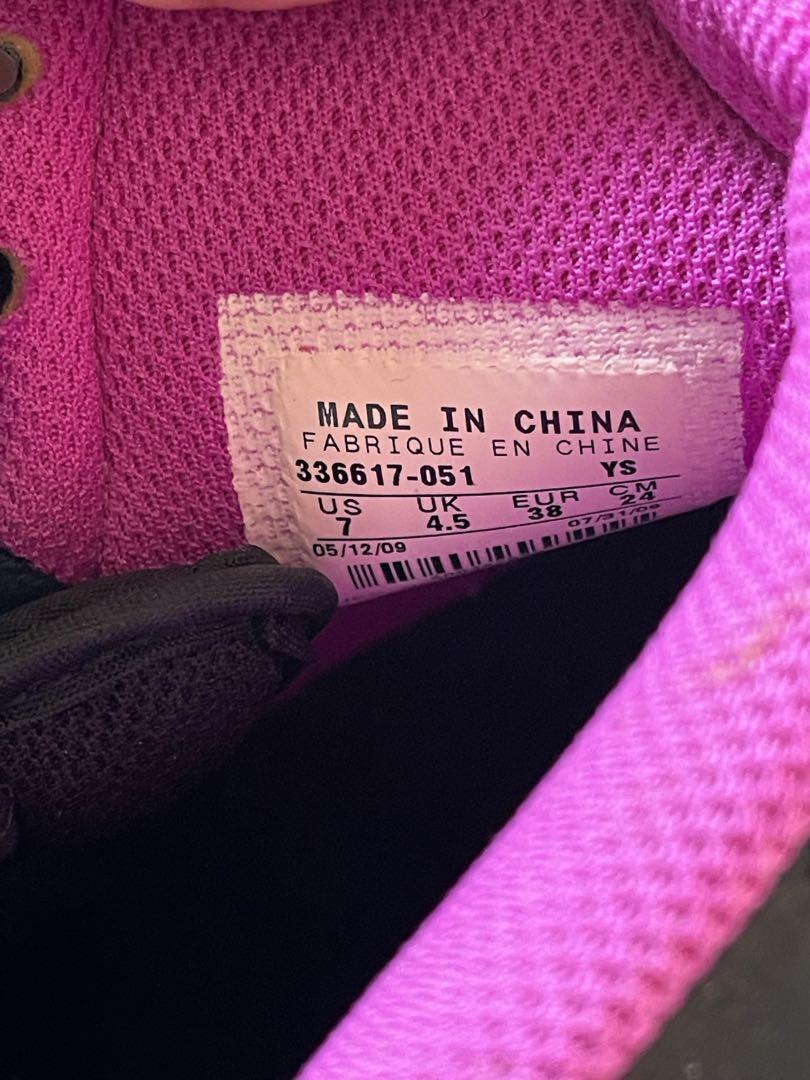 MADE IN CHINA
FABRIQUE EN CHINE
336617-051 YS
US UK EUR CM
7 4.5 38 24
05/12/09 07/31/09